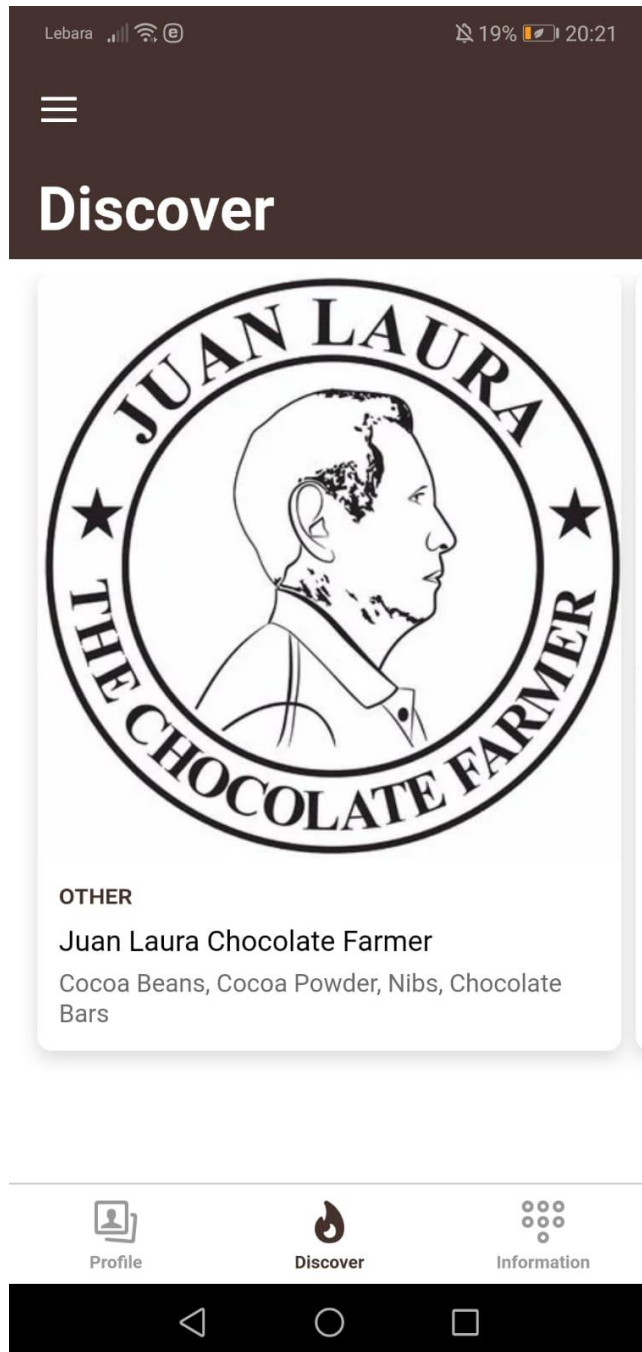 Lebara 19% 20:21
Discover
JUAN LAURA
THE CHOCOLATE FARMER
OTHER
Juan Laura Chocolate Farmer
Cocoa Beans, Cocoa Powder, Nibs, Chocolate
Bars
Profile Discover Information